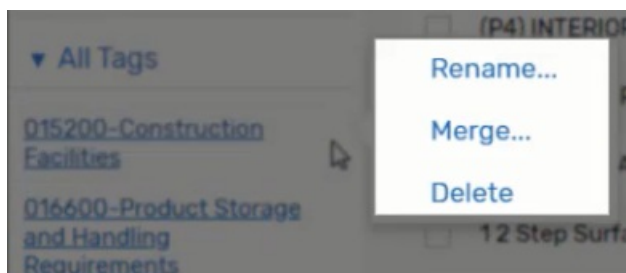 ▼ All Tags
015200-Construction
Facilities
016600-Product Storage
and Handling
Requirements
(P4) INTERIOR
Rename...
Merge...
Delete
1 2 Step Surfa